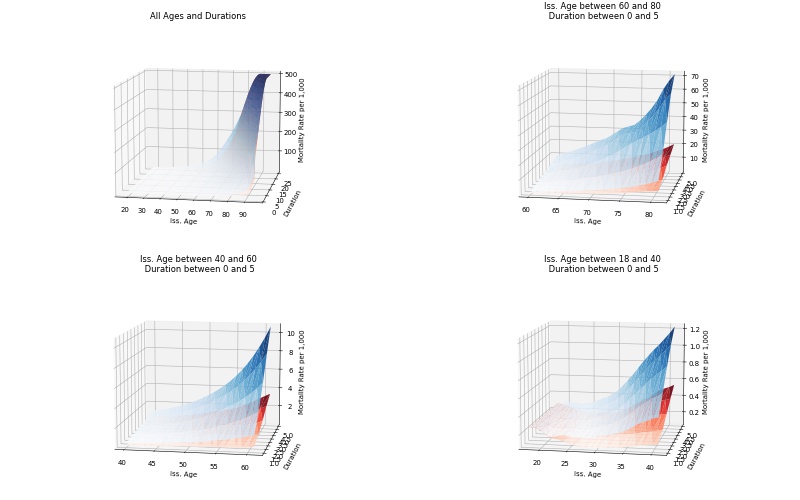 All Ages and Durations
500
400
300
200
100
Mortality Rate per 1,000
20 30 40 50 60 70 80 90
Iss. Age
0
5
10
15
20
25
Duration
Iss. Age between 60 and 80
Duration between 0 and 5
70
60
50
40
30
20
10
Mortality Rate per 1,000
60 65 70 75 80
Iss. Age
Duration
Iss. Age between 40 and 60
Duration between 0 and 5
10
8
6
4
2
Mortality Rate per 1,000
40 45 50 55 60
Iss. Age
Duration
Iss. Age between 18 and 40
Duration between 0 and 5
1.2
1.0
0.8
0.6
0.4
0.2
Mortality Rate per 1,000
20 25 30 35 40
Iss. Age
Duration